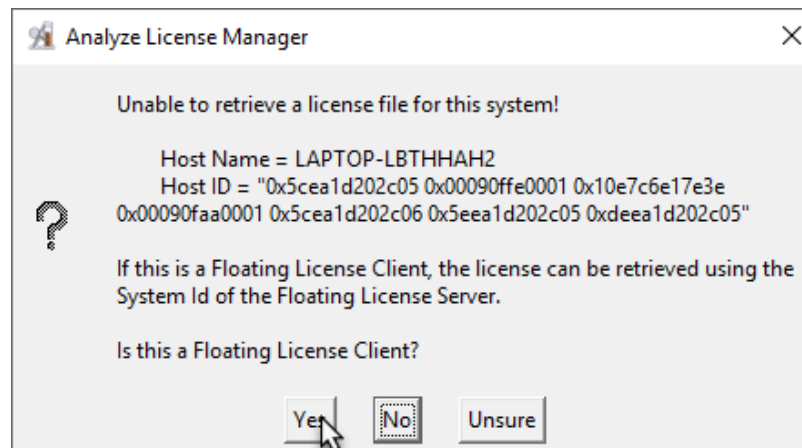 Analyze License Manager
Unable to retrieve a license file for this system!
Host Name = LAPTOP-LBTHHAH2
Host ID = "0x5cea1d202c05 0x00090ffe0001 0x10e7c6e17e3e
0x00090faa0001 0x5cea1d202c06 0x5eea1d202c05 0xdeea1d202c05"
If this is a Floating License Client, the license can be retrieved using the
System Id of the Floating License Server.
Is this a Floating License Client?
Yes No Unsure